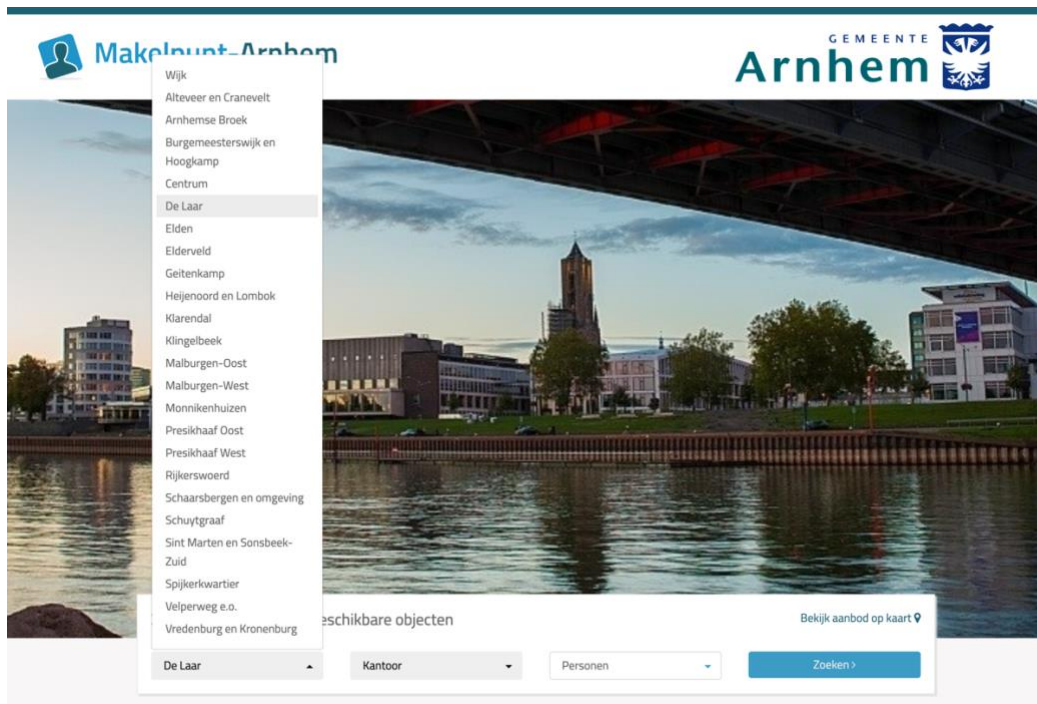 GEMEENTE
Arnhem
Makelpunt-Arnhem
Wijk
Alteveer en Cranevelt
Arnhemse Broek
Burgemeesterswijk en
Hoogkamp
Centrum
De Laar
Elden
Elderveld
Geitenkamp
Heijenoord en Lombok
Klarendal
Klingelbeek
Malburgen-Oost
Malburgen-West
Monnikenhuizen
Presikhaaf Oost
Presikhaaf West
Rijkerswoerd
Schaarsbergen en omgeving
Schuytgraaf
Sint Marten en Sonsbeek-
Zuid
Spijkerkwartier
Velperweg e.o.
Vredenburg en Kronenburg
eschikbare objecten
Bekijk aanbod op kaart
De Laar
Kantoor
Personen
Zoeken >